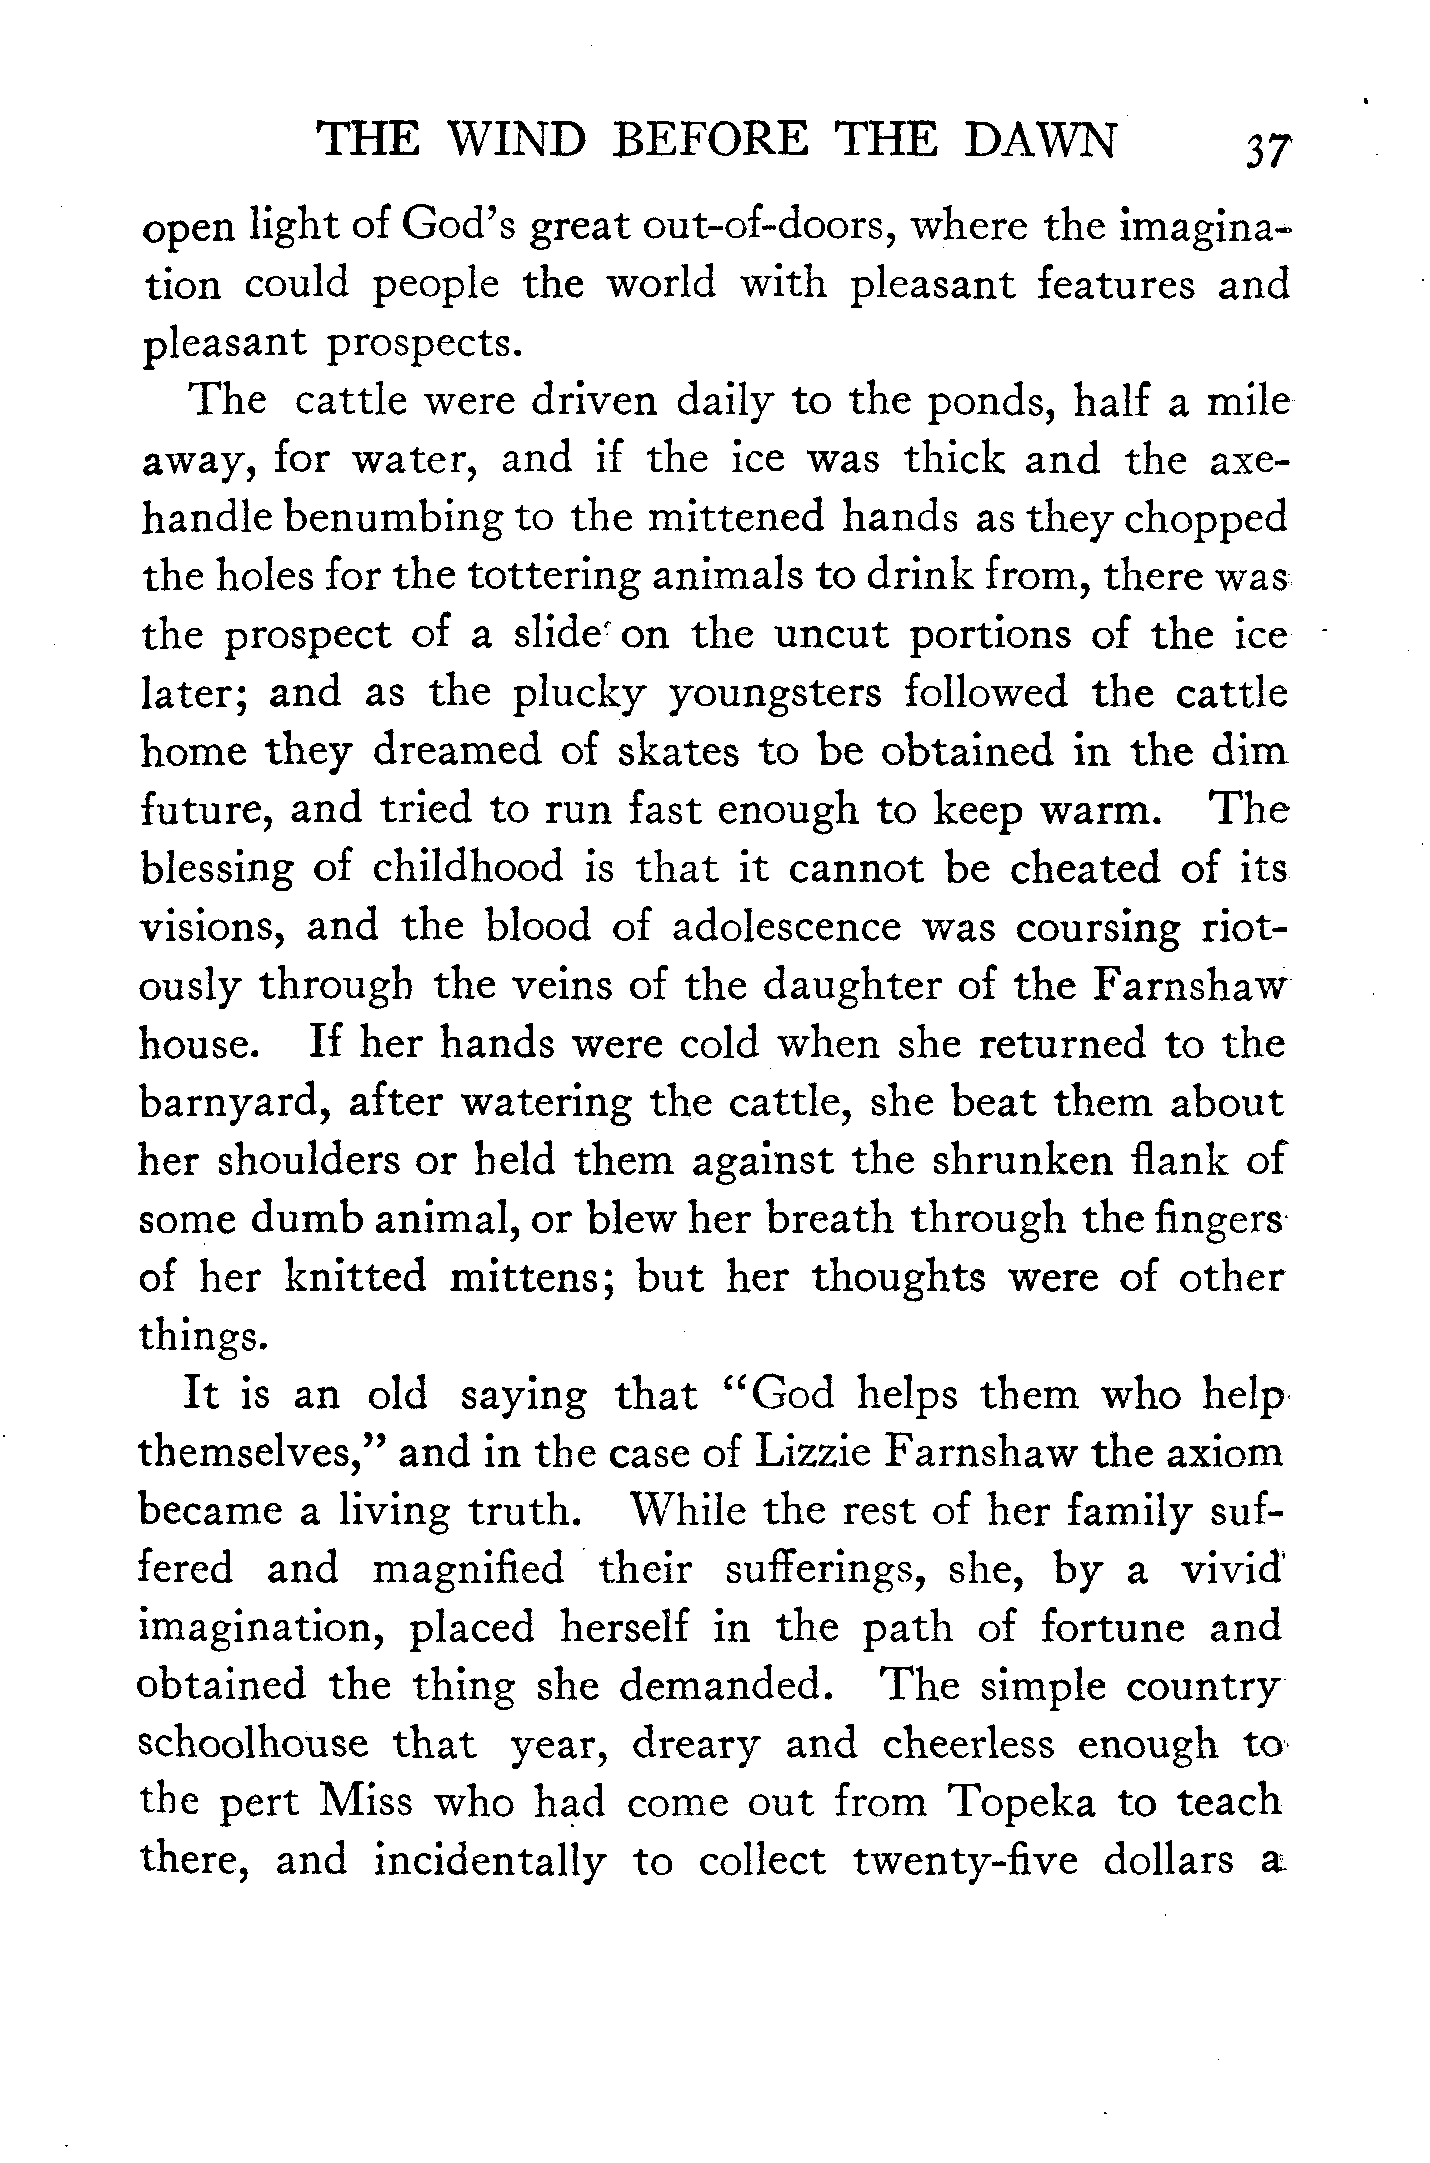 THE WIND BEFORE THE DAWN 37
open light of God's great out-of-doors, where the imagina-
tion could people the world with pleasant features and
pleasant prospects.
The cattle were driven daily to the ponds, half a mile
away, for water, and if the ice was thick and the axe-
handle benumbing to the mittened hands as they chopped
the holes for the tottering animals to drink from, there was
the prospect of a slide on the uncut portions of the ice
later; and as the plucky youngsters followed the cattle
home they dreamed of skates to be obtained in the dim
future, and tried to run fast enough to keep warm. The
blessing of childhood is that it cannot be cheated of its
visions, and the blood of adolescence was coursing riot-
ously through the veins of the daughter of the Farnshaw
house. If her hands were cold when she returned to the
barnyard, after watering the cattle, she beat them about
her shoulders or held them against the shrunken flank of
some dumb animal, or blew her breath through the fingers
of her knitted mittens; but her thoughts were of other
things.
It is an old saying that “God helps them who help
themselves,” and in the case of Lizzie Farnshaw the axiom
became a living truth. While the rest of her family suf-
fered and magnified their sufferings, she, by a vivid
imagination, placed herself in the path of fortune and
obtained the thing she demanded. The simple country
schoolhouse that year, dreary and cheerless enough to
the pert Miss who had come out from Topeka to teach
there, and incidentally to collect twenty-five dollars a